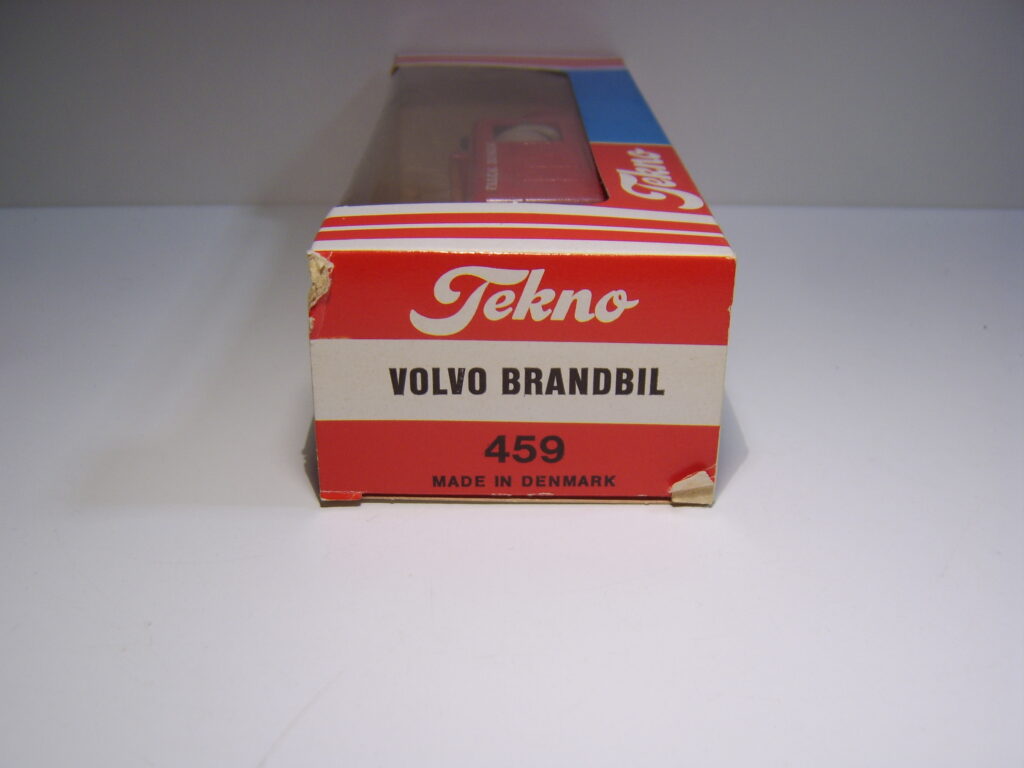 Tekno
Tekno
VOLVO BRANDBIL
459
MADE IN DENMARK